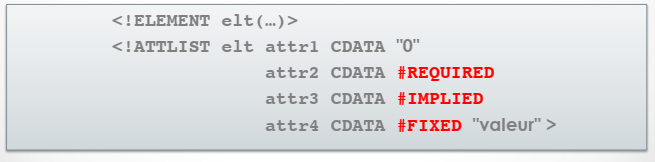 <!ELEMENT elt(…)>
<!ATTLIST elt attr1 CDATA "0"
attr2 CDATA #REQUIRED
attr3 CDATA #IMPLIED
attr4 CDATA #FIXED "valeur" >